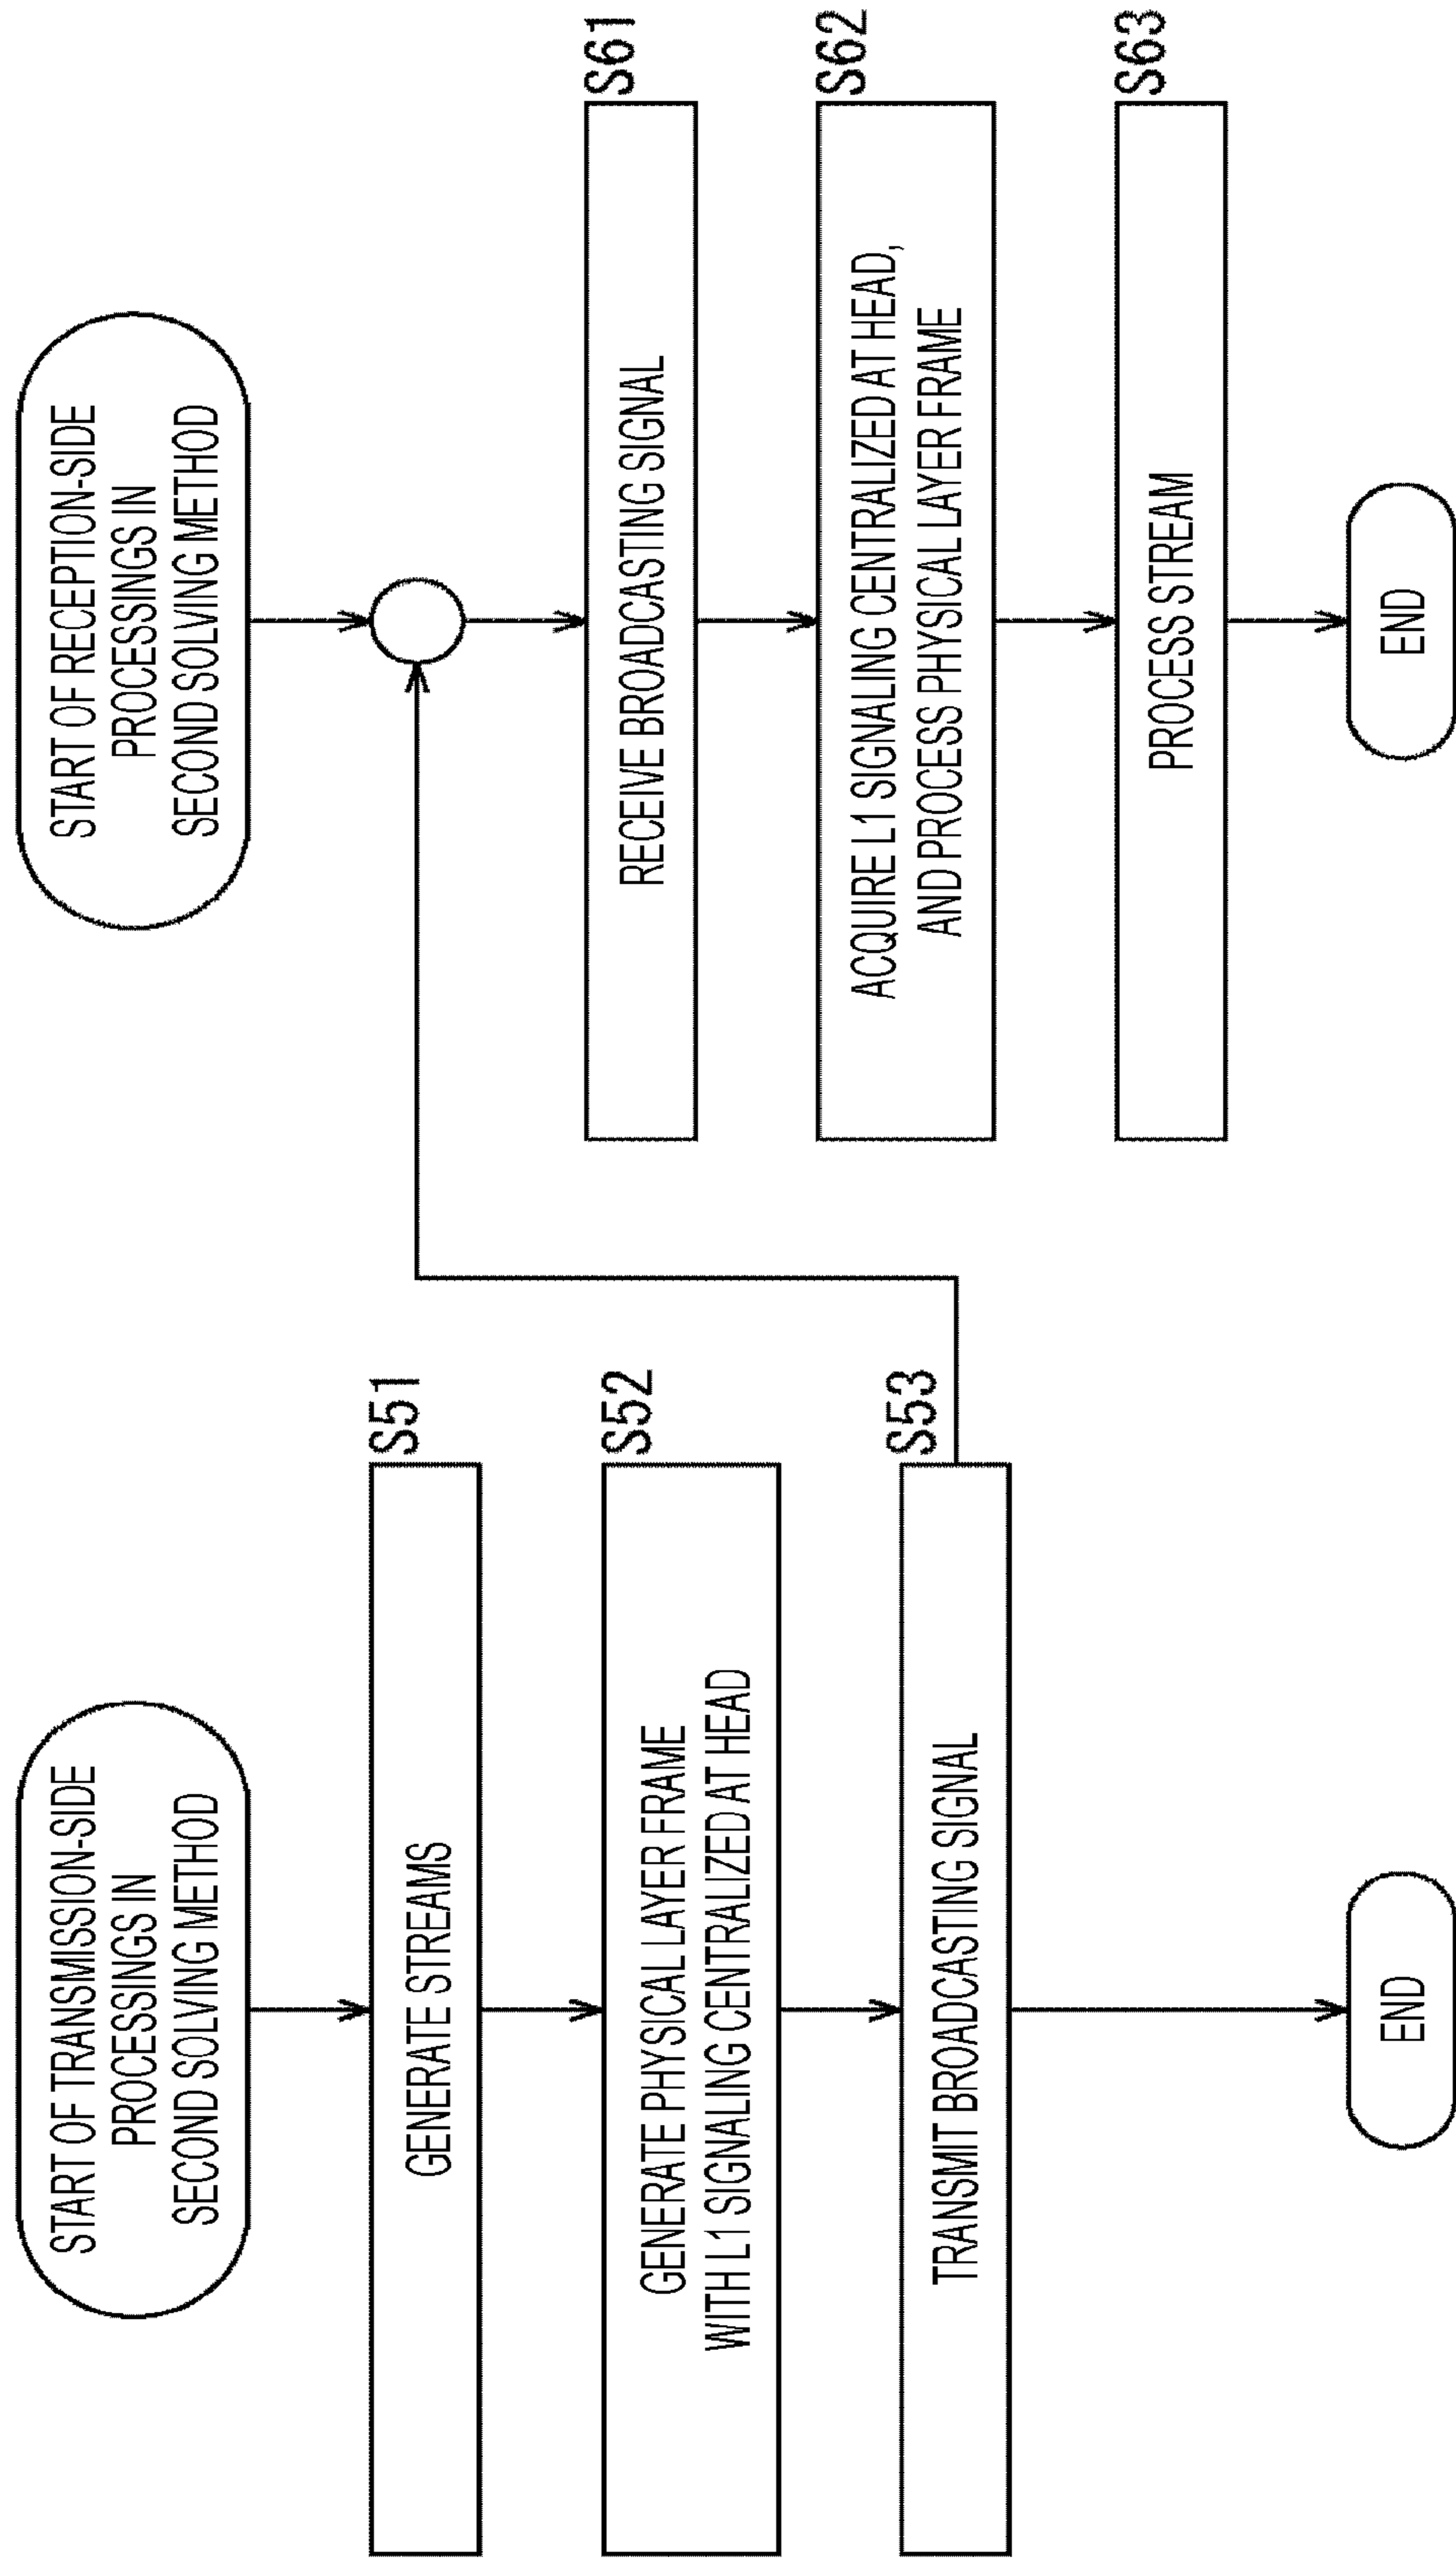 START OF TRANSMISSION-SIDE
PROCESSINGS IN
SECOND SOLVING METHOD
S51
GENERATE STREAMS
S52
GENERATE PHYSICAL LAYER FRAME
WITH L1 SIGNALING CENTRALIZED AT HEAD
S53
TRANSMIT BROADCASTING SIGNAL
END
START OF RECEPTION-SIDE
PROCESSINGS IN
SECOND SOLVING METHOD
S61
RECEIVE BROADCASTING SIGNAL
S62
ACQUIRE L1 SIGNALING CENTRALIZED AT HEAD,
AND PROCESS PHYSICAL LAYER FRAME
S63
PROCESS STREAM
END